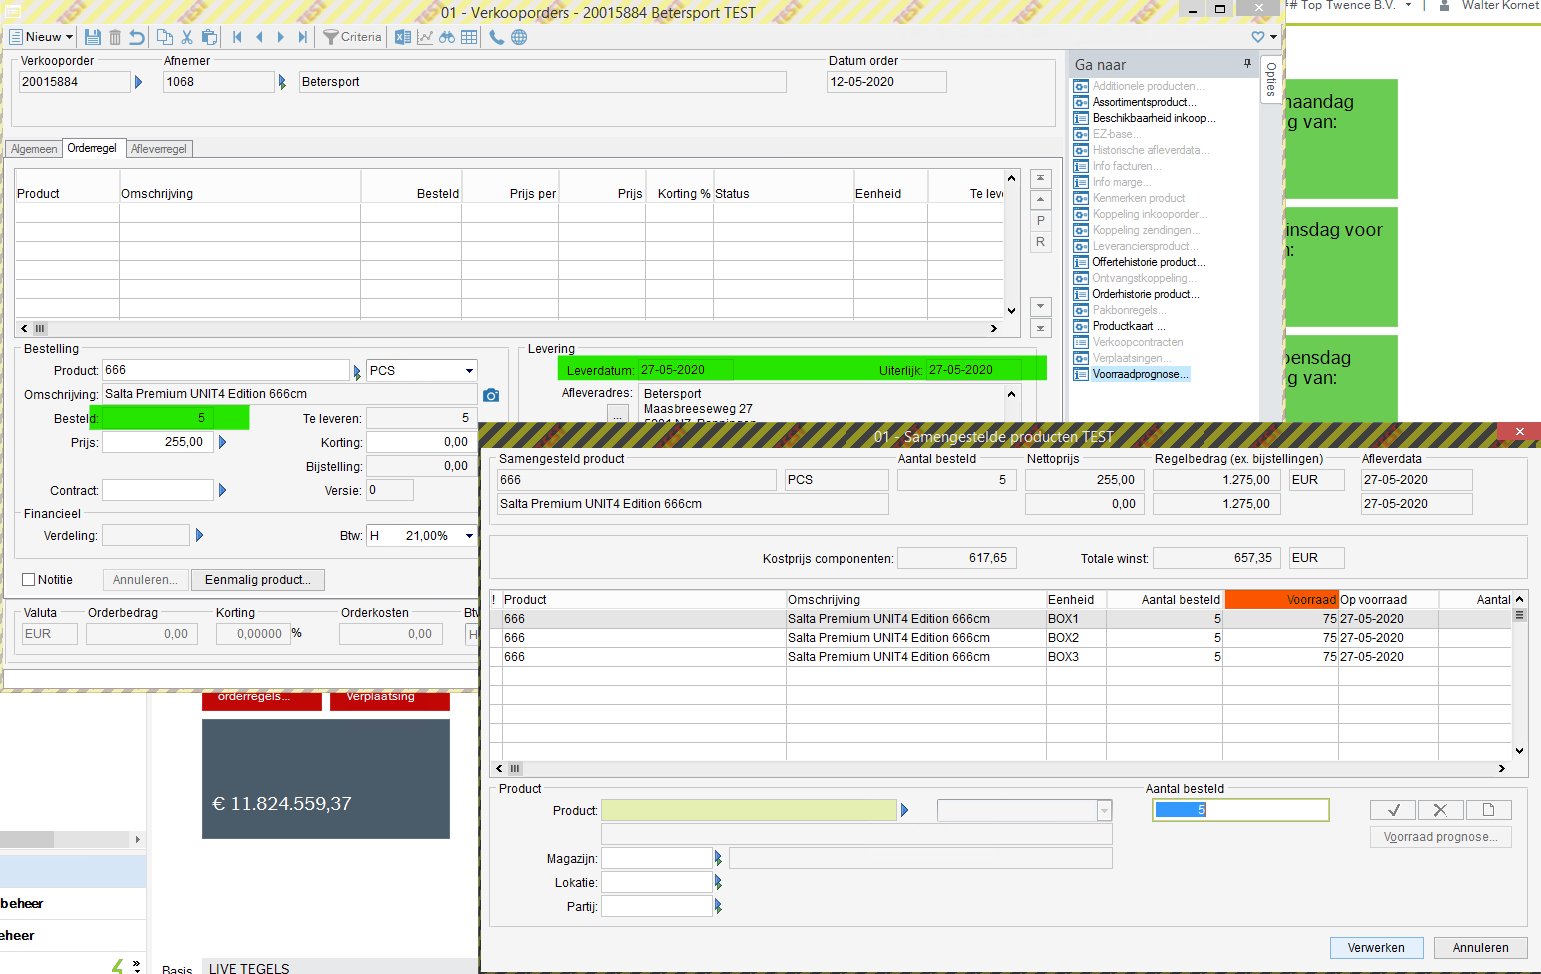 01 - Verkooporders - 20015884 Betersport TEST
## Top Twence B.V.
Walter Kornet
Nieuw
Criteria
Verkooporder
Afnemer
Datum order
20015884
1068
Betersport
12-05-2020
Ga naar
Opties
Additionele producten...
Assortimentsproduct...
Beschikbaarheid inkoop...
EZ-base...
Historische afleverdata...
Info facturen...
Info marge...
Kenmerken product
Koppeling inkooporder...
Koppeling zendingen...
Leveranciersproduct...
Offertehistorie product...
Ontvangstkoppeling...
Orderhistorie product...
Pakbonregels...
Productkaart ...
Verkoopcontracten
Verplaatsingen...
Voorraadprognose...
naandag
g van:
insdag voor
n:
oensdag
g van:
Algemeen
Orderregel
Afleverregel
Product
Omschrijving
Besteld
Prijs per
Prijs
Korting %
Status
Eenheid
Te leve
P
R
Bestelling
Product:
666
PCS
Omschrijving:
Salta Premium UNIT4 Edition 666cm
Besteld:
5
Te leveren:
5
Prijs:
255,00
Korting:
0,00
Bijstelling:
0,00
Contract:
Versie:
0
Financieel
Verdeling:
Btw:
H
21,00%
Notitie
Annuleren...
Eenmalig product...
Valuta
Orderbedrag
Korting
Orderkosten
Bt
EUR
0,00
0,00000
%
0,00
H
Levering
Leverdatum:
27-05-2020
Uiterlijk:
27-05-2020
Afleveradres:
Betersport
Maasbreeseweg 27
...
01 - Samengestelde producten TEST
Samengesteld product
Aantal besteld
Nettoprijs
Regelbedrag (ex. bijstellingen)
Afleverdata
666
PCS
5
255,00
1.275,00
EUR
27-05-2020
Salta Premium UNIT4 Edition 666cm
0,00
1.275,00
27-05-2020
Kostprijs componenten:
617,65
Totale winst:
657,35
EUR
!
Product
Omschrijving
Eenheid
Aantal besteld
Voorraad
Op voorraad
Aantal
666
Salta Premium UNIT4 Edition 666cm
BOX1
5
75
27-05-2020
666
Salta Premium UNIT4 Edition 666cm
BOX2
5
75
27-05-2020
666
Salta Premium UNIT4 Edition 666cm
BOX3
5
75
27-05-2020
Product
Aantal besteld
Product:
5
Voorraad prognose...
Magazijn:
Lokatie:
Partij:
Verwerken
Annuleren
orderregels...
Verplaatsing
€ 11.824.559,37
beheer
eheer
Basis
LIVE TEGELS